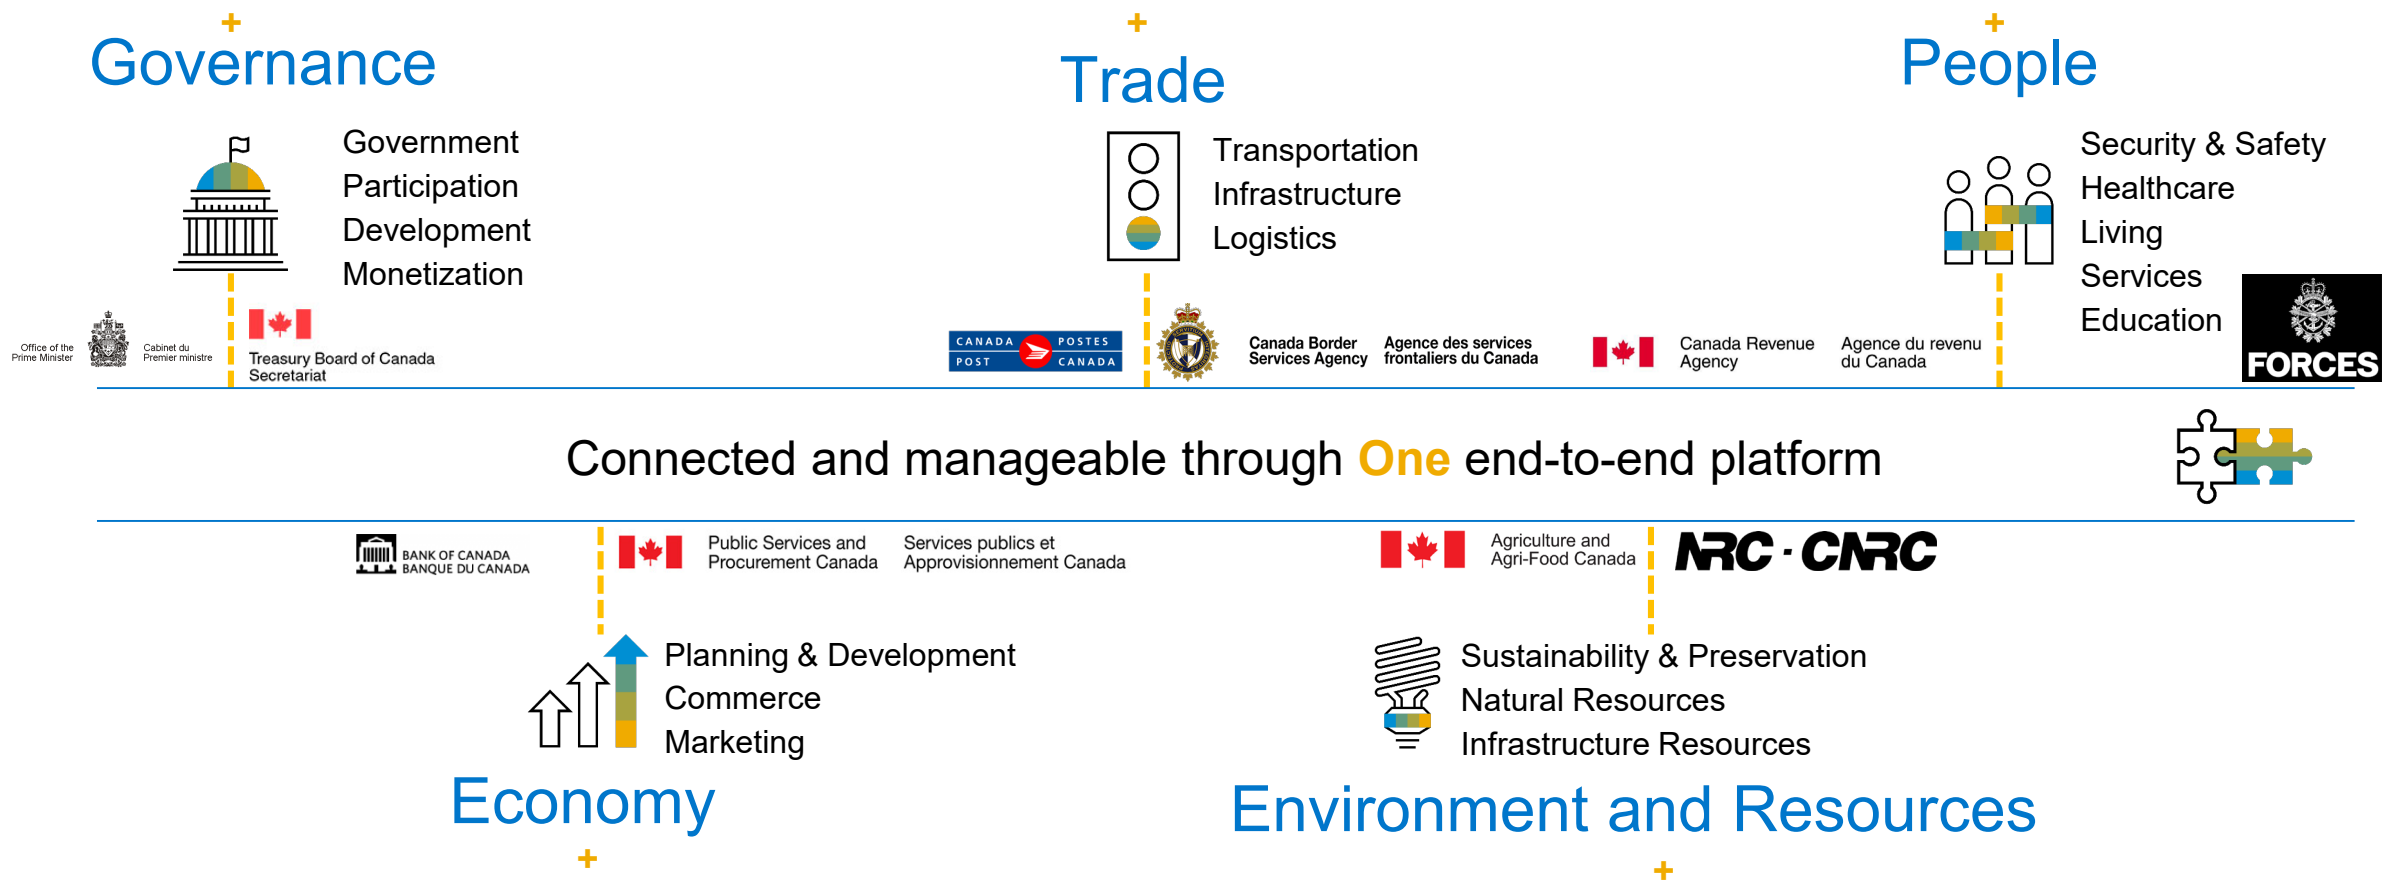 Governance
Government
Participation
Development
Monetization
Office of the
Prime Minister
Cabinet du
Premier ministre
Treasury Board of Canada
Secretariat
Trade
Transportation
Infrastructure
Logistics
CANADA POSTES
POST CANADA
Canada Border
Services Agency
Agence des services
frontaliers du Canada
People
Security & Safety
Healthcare
Living
Services
Education
Canada Revenue
Agency
Agence du revenu
du Canada
FORCES
Connected and manageable through One end-to-end platform
BANK OF CANADA
BANQUE DU CANADA
Public Services and
Procurement Canada
Services publics et
Approvisionnement Canada
Planning & Development
Commerce
Marketing
Economy
Agriculture and
Agri-Food Canada
NRC - CNRC
Sustainability & Preservation
Natural Resources
Infrastructure Resources
Environment and Resources